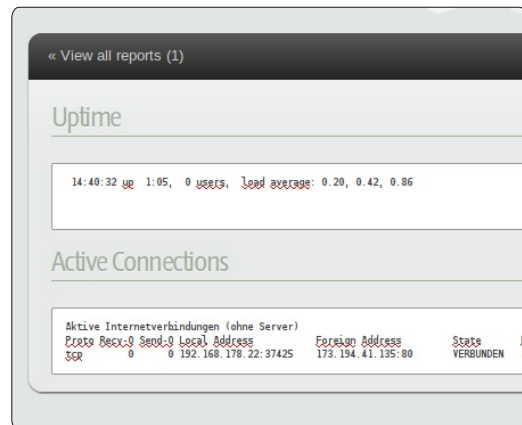 « View all reports (1)
Uptime
14:40:32 up 1:05, 0 users, load average: 0.20, 0.42, 0.86
Active Connections
Aktive Internetverbindungen (ohne Server)
Proto Recv-Q Send-Q Local Address Foreign Address State
tcp 0 0 192.168.178.22:37425 173.194.41.135:80 VERBUNDEN